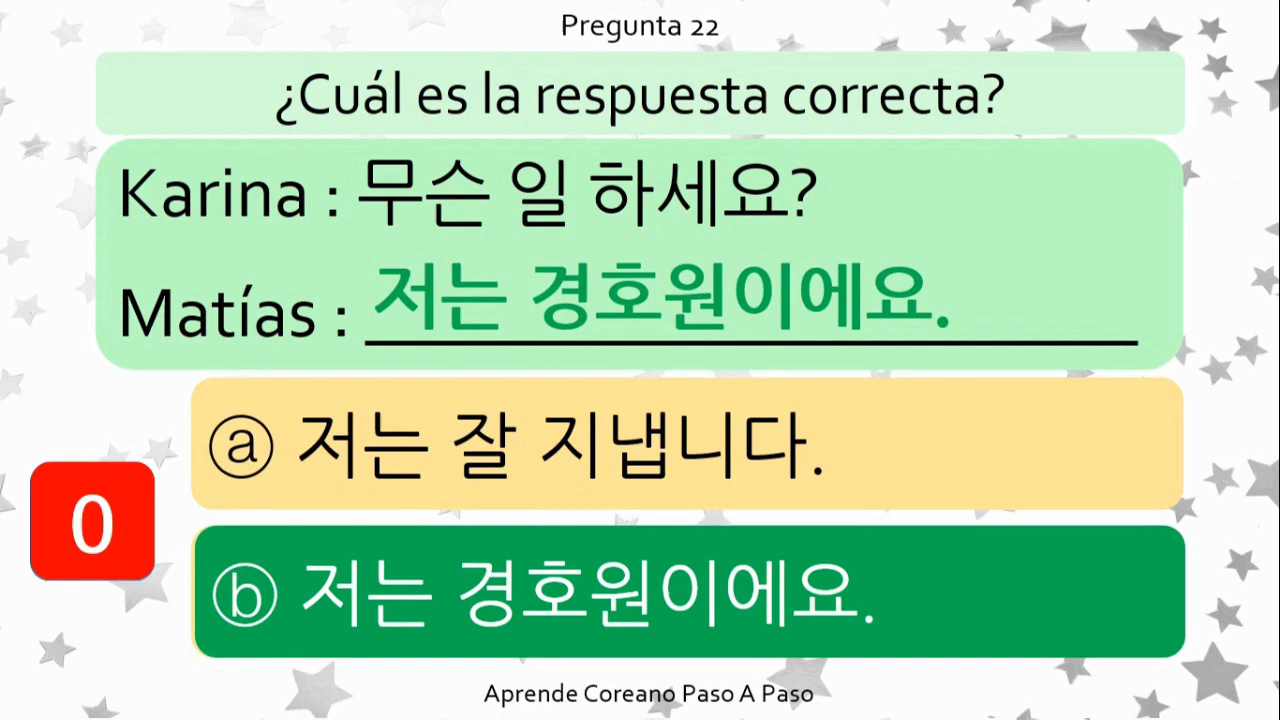 Pregunta 22
¿Cuál es la respuesta correcta?
Karina : 무슨 일 하세요?
Matías : 저는 경호원이에요.
ⓐ 저는 잘 지냅니다.
0
ⓑ 저는 경호원이에요.
Aprende Coreano Paso A Paso